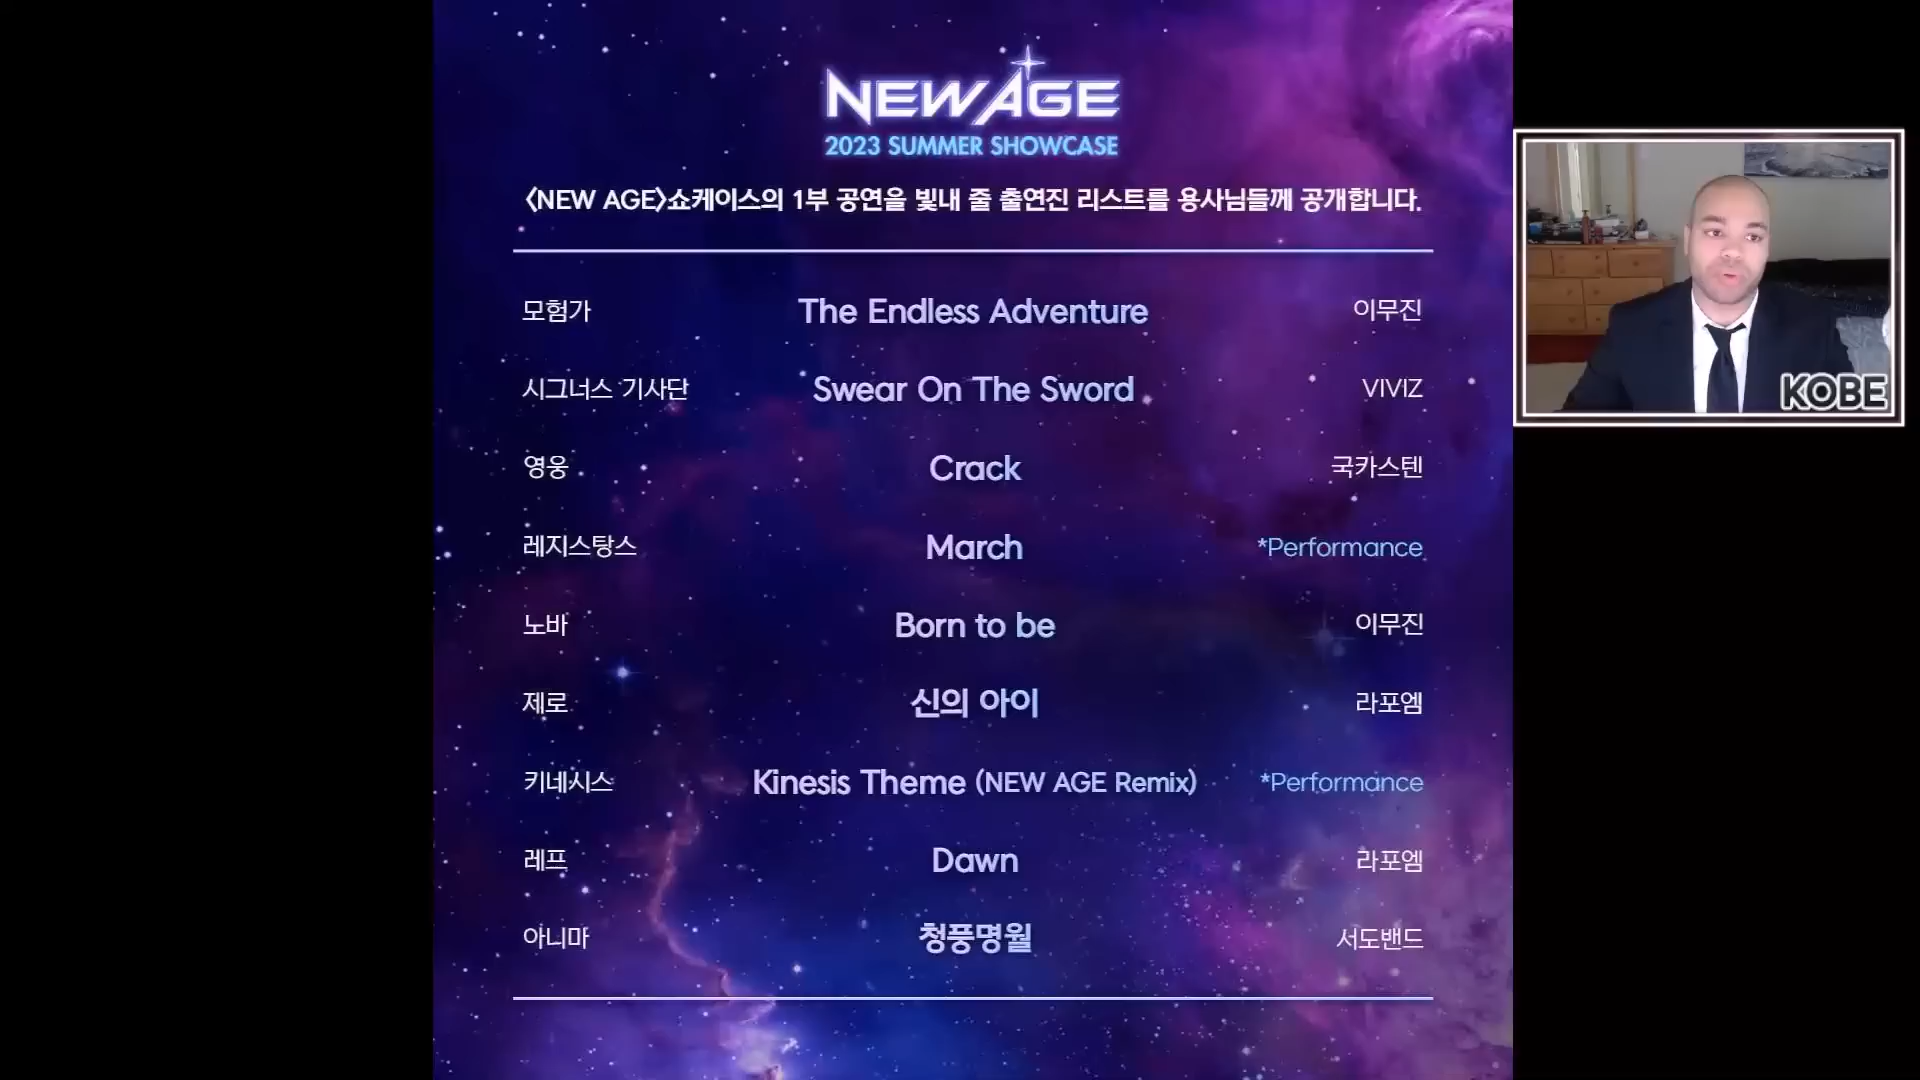 NEW AGE
2023 SUMMER SHOWCASE
<NEW AGE>쇼케이스의 1부 공연을 빛내 줄 출연진 리스트를 용사님들께 공개합니다.
모험가 The Endless Adventure 이무진
시그너스 기사단 Swear On The Sword VIVIZ
영웅 Crack 국카스텐
레지스탕스 March *Performance
노바 Born to be 이무진
제로 신의 아이 라포엠
키네시스 Kinesis Theme (NEW AGE Remix) *Performance
레프 Dawn 라포엠
아니마 청풍명월 서도밴드
KOBE